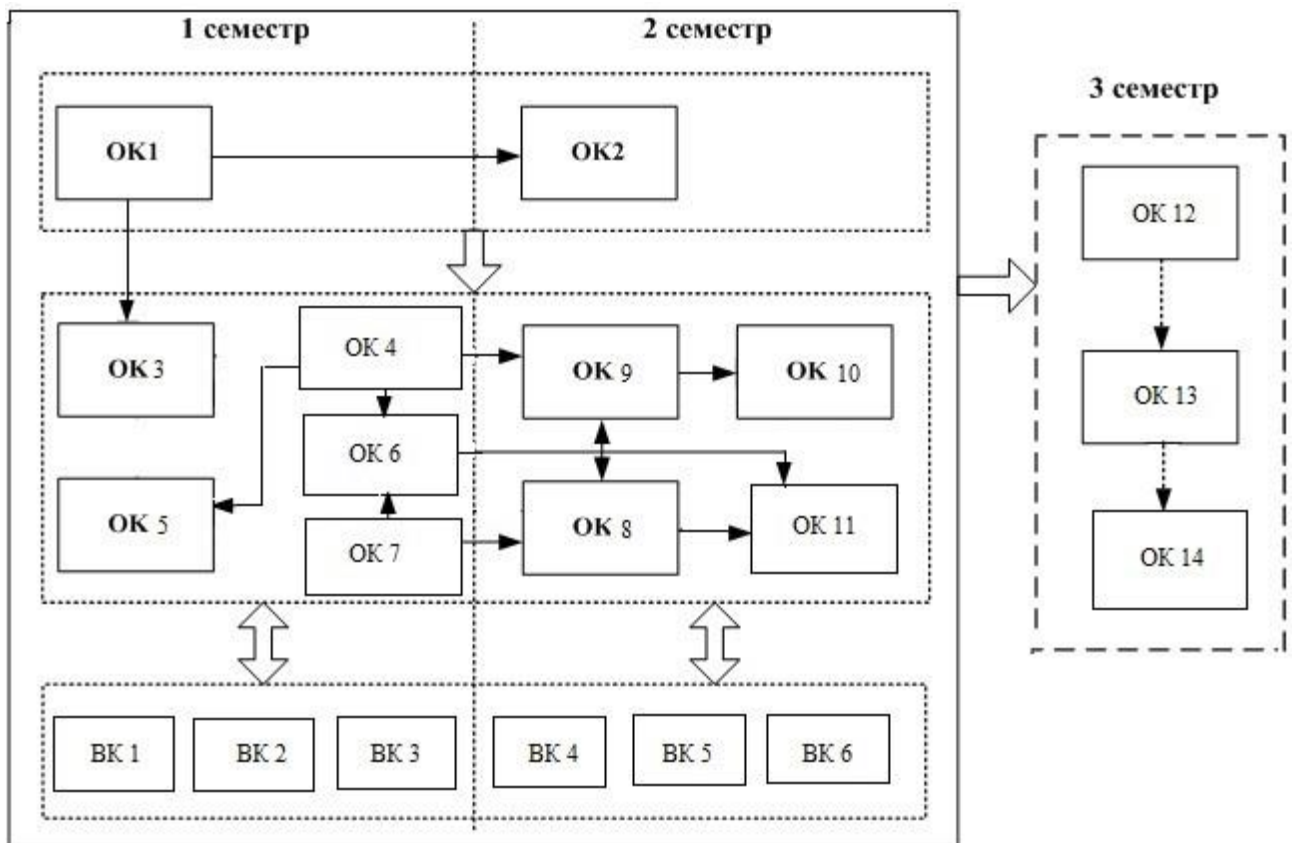 1 семестр
2 семестр
3 семестр
ОК1
ОК2
ОК 12
ОК 3
ОК 4
ОК 9
ОК 10
ОК 13
ОК 6
ОК 5
ОК 7
ОК 8
ОК 11
ОК 14
ВК 1
ВК 2
ВК 3
ВК 4
ВК 5
ВК 6